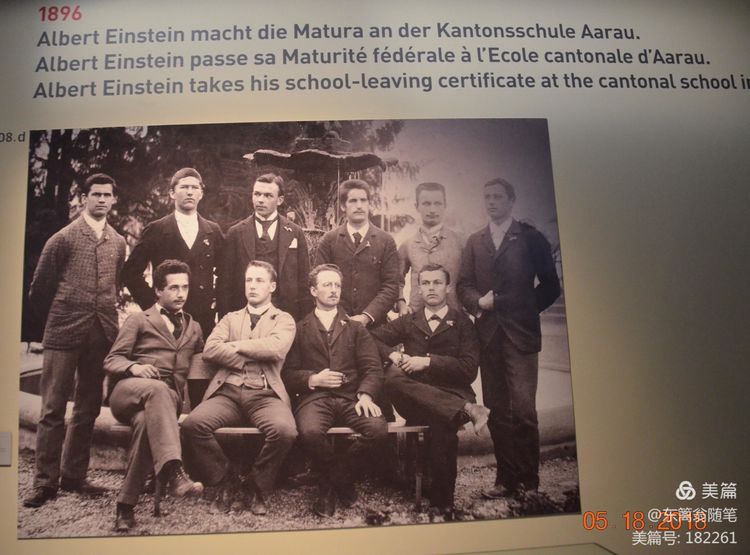 1896
Albert Einstein macht die Matura an der Kantonsschule Aarau.
Albert Einstein passe sa Maturité fédérale à l'Ecole cantonale d'Aarau.
Albert Einstein takes his school-leaving certificate at the cantonal school in
08.d
美篇
05.18.2018
@东篱翁随笔
美篇号: 182261